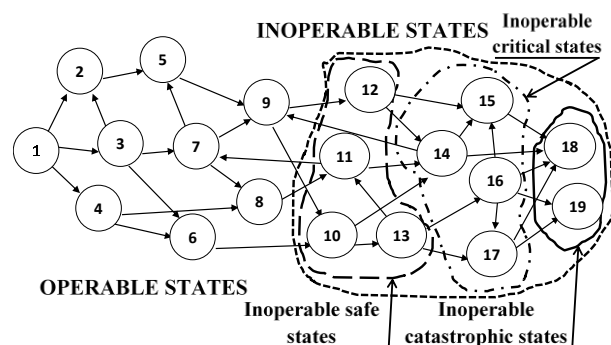 INOPERABLE STATES
Inoperable
critical states
5
2
12
15
9
1
3
7
11
14
18
16
8
19
4
6
10
13
17
OPERABLE STATES
Inoperable safe
states
Inoperable
catastrophic states